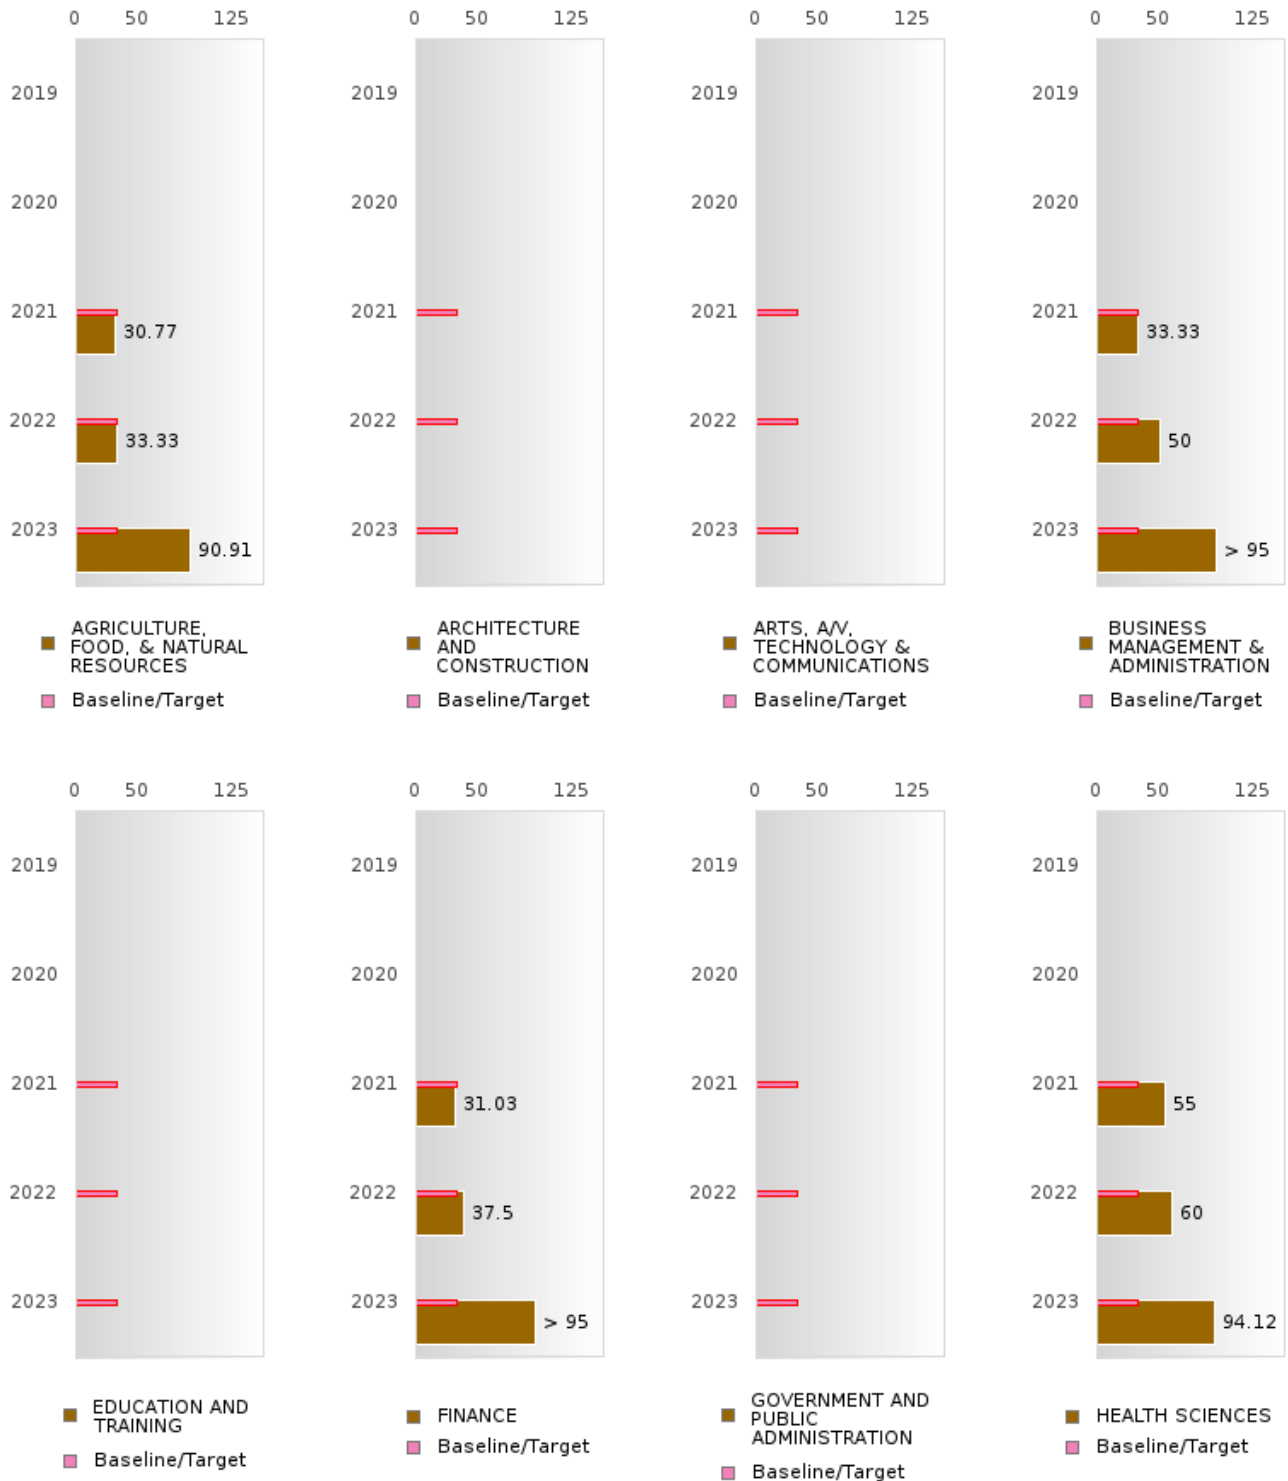 0 50 125
0 50 125
0 50 125
0 50 125
2019
2020
2021
30.77
2022
33.33
2023
90.91
AGRICULTURE,
FOOD, & NATURAL
RESOURCES
Baseline/Target
2019
2020
2021
2022
2023
ARCHITECTURE
AND
CONSTRUCTION
Baseline/Target
2019
2020
2021
2022
2023
ARTS, A/V,
TECHNOLOGY &
COMMUNICATIONS
Baseline/Target
2019
2020
2021
33.33
2022
50
2023
> 95
BUSINESS
MANAGEMENT &
ADMINISTRATION
Baseline/Target
0 50 125
0 50 125
0 50 125
0 50 125
2019
2020
2021
2022
2023
EDUCATION AND
TRAINING
Baseline/Target
2019
2020
2021
31.03
2022
37.5
2023
> 95
FINANCE
Baseline/Target
2019
2020
2021
2022
2023
GOVERNMENT AND
PUBLIC
ADMINISTRATION
Baseline/Target
2019
2020
2021
55
2022
60
2023
94.12
HEALTH SCIENCES
Baseline/Target